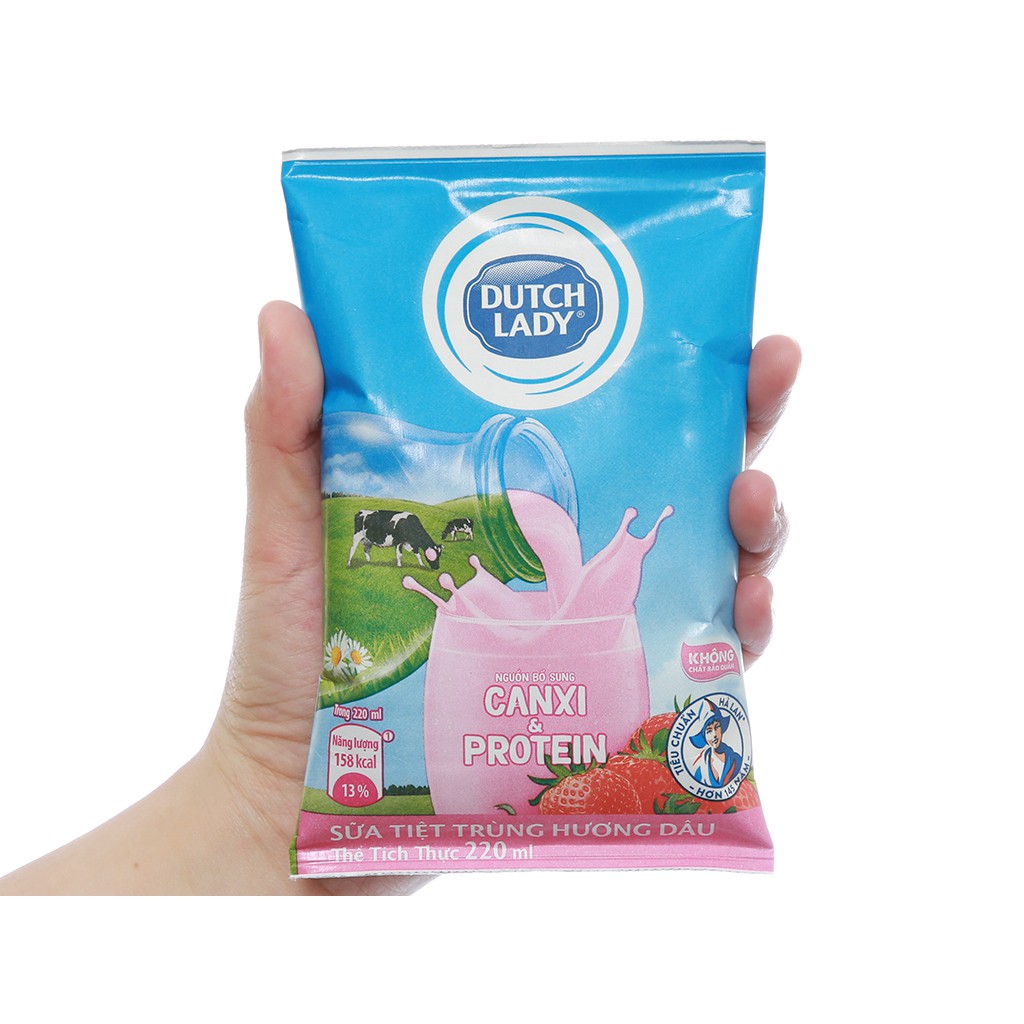 DUTCH
LADY®
NGUỒN BỔ SUNG
CANXI
&
PROTEIN
KHÔNG
CHẤT BẢO QUẢN
Trong 220 ml
Năng lượng
158 kcal
13%
1
TIÊU CHUẨN HÀ LAN
- HƠN 145 NĂM -
SỮA TIỆT TRÙNG HƯƠNG DÂU
Thể Tích Thực 220 ml